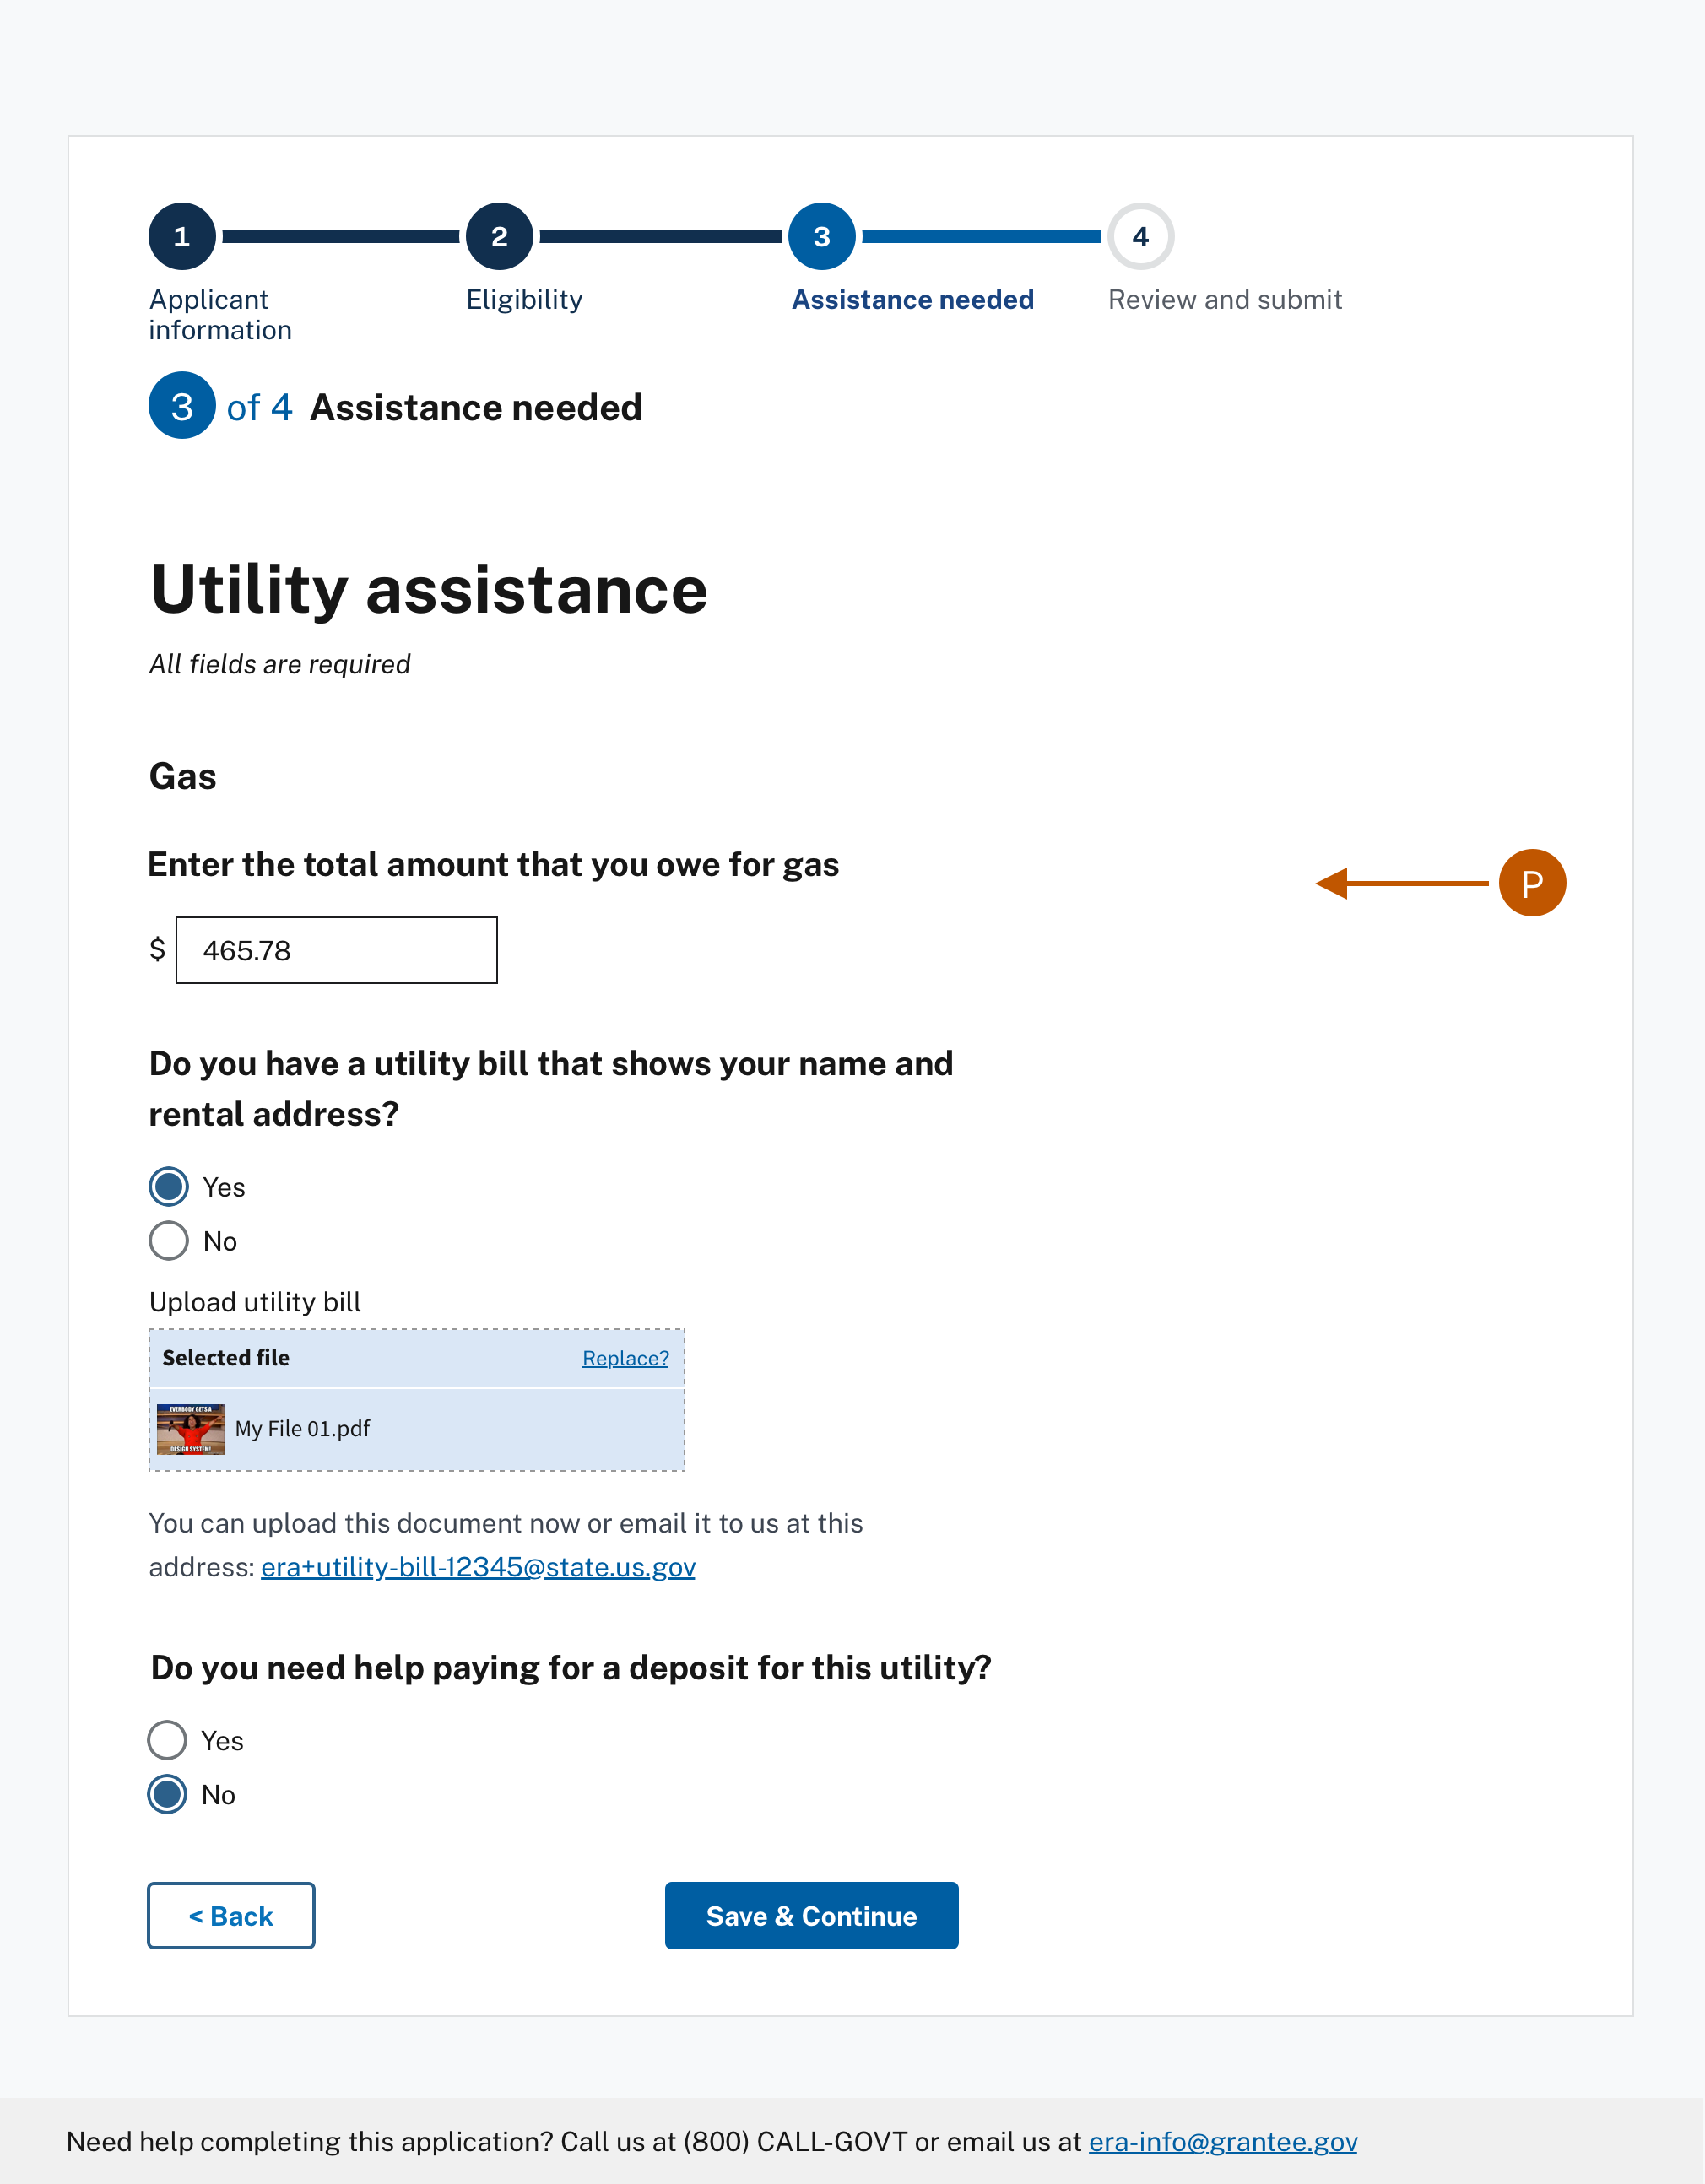 1
2
3
4
Applicant
information
Eligibility
Assistance needed
Review and submit
3 of 4 Assistance needed
Utility assistance
All fields are required
Gas
Enter the total amount that you owe for gas
P
$ 465.78
Do you have a utility bill that shows your name and
rental address?
Yes
No
Upload utility bill
Selected file
Replace?
EVERBODY GETS A
DESIGN SYSTEM!
My File 01.pdf
You can upload this document now or email it to us at this
address: era+utility-bill-12345@state.us.gov
Do you need help paying for a deposit for this utility?
Yes
No
< Back
Save & Continue
Need help completing this application? Call us at (800) CALL-GOVT or email us at era-info@grantee.gov